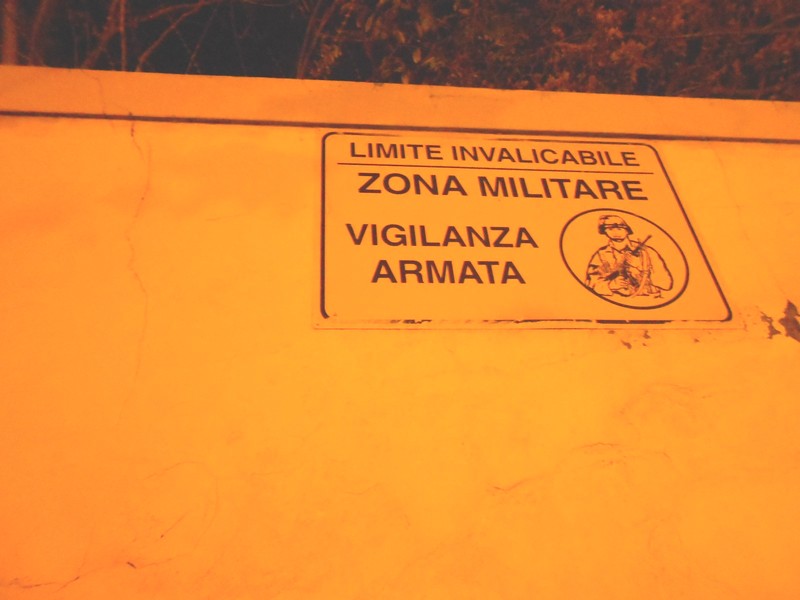 LIMITE INVALICABILE
ZONA MILITARE
VIGILANZA
ARMATA